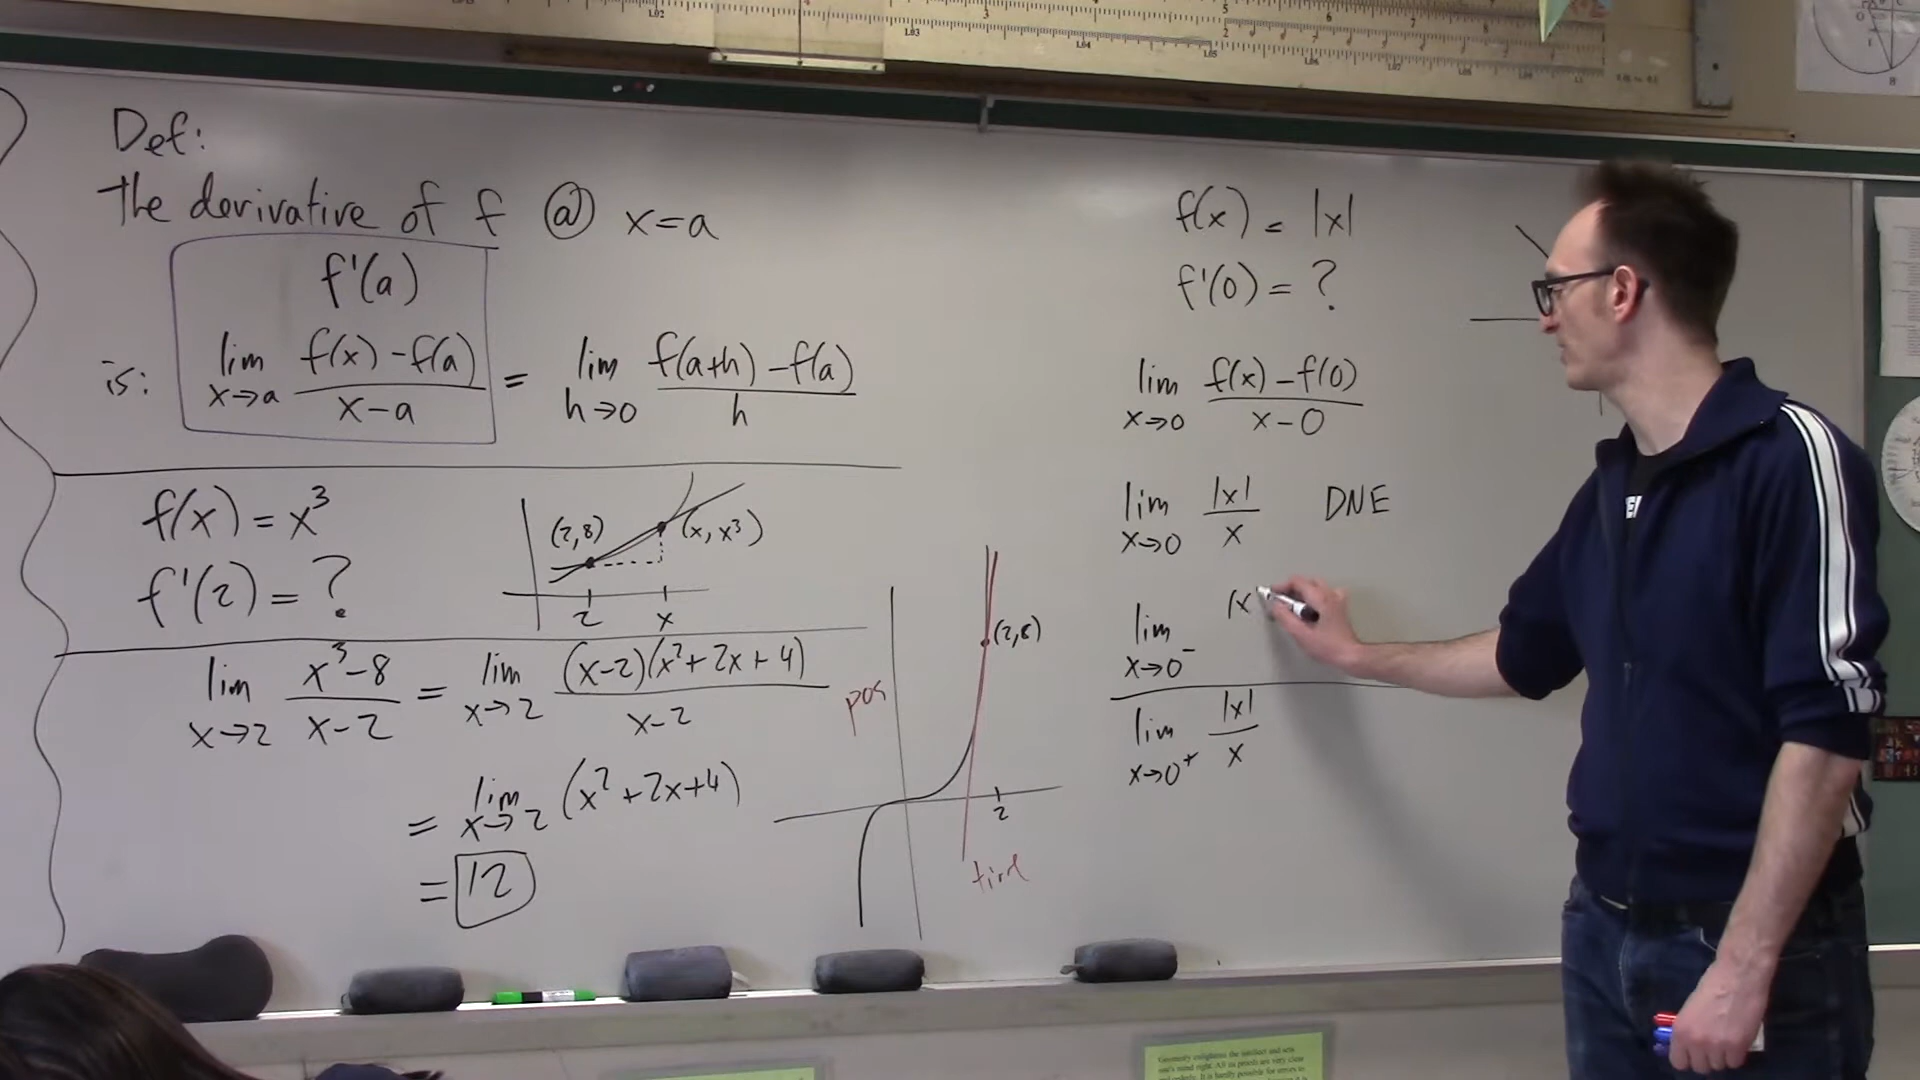 Def:
The derivative of f @ x=a
f'(a)
is: lim x→a f(x) - f(a) / x - a = lim h→0 f(a+h) - f(a) / h
f(x) = x³
f'(2) = ?
(2,8)
(x, x³)
2 x
lim x→2 x³-8 / x-2 = lim x→2 (x-2)(x²+2x+4) / x-2
= lim x→2 (x²+2x+4)
= 12
pos
(2,8)
2
f(x) = |x|
f'(0) = ?
lim x→0 f(x) - f(0) / x - 0
lim x→0 |x| / x DNE
lim x→0⁻ |x
lim x→0⁺ |x| / x